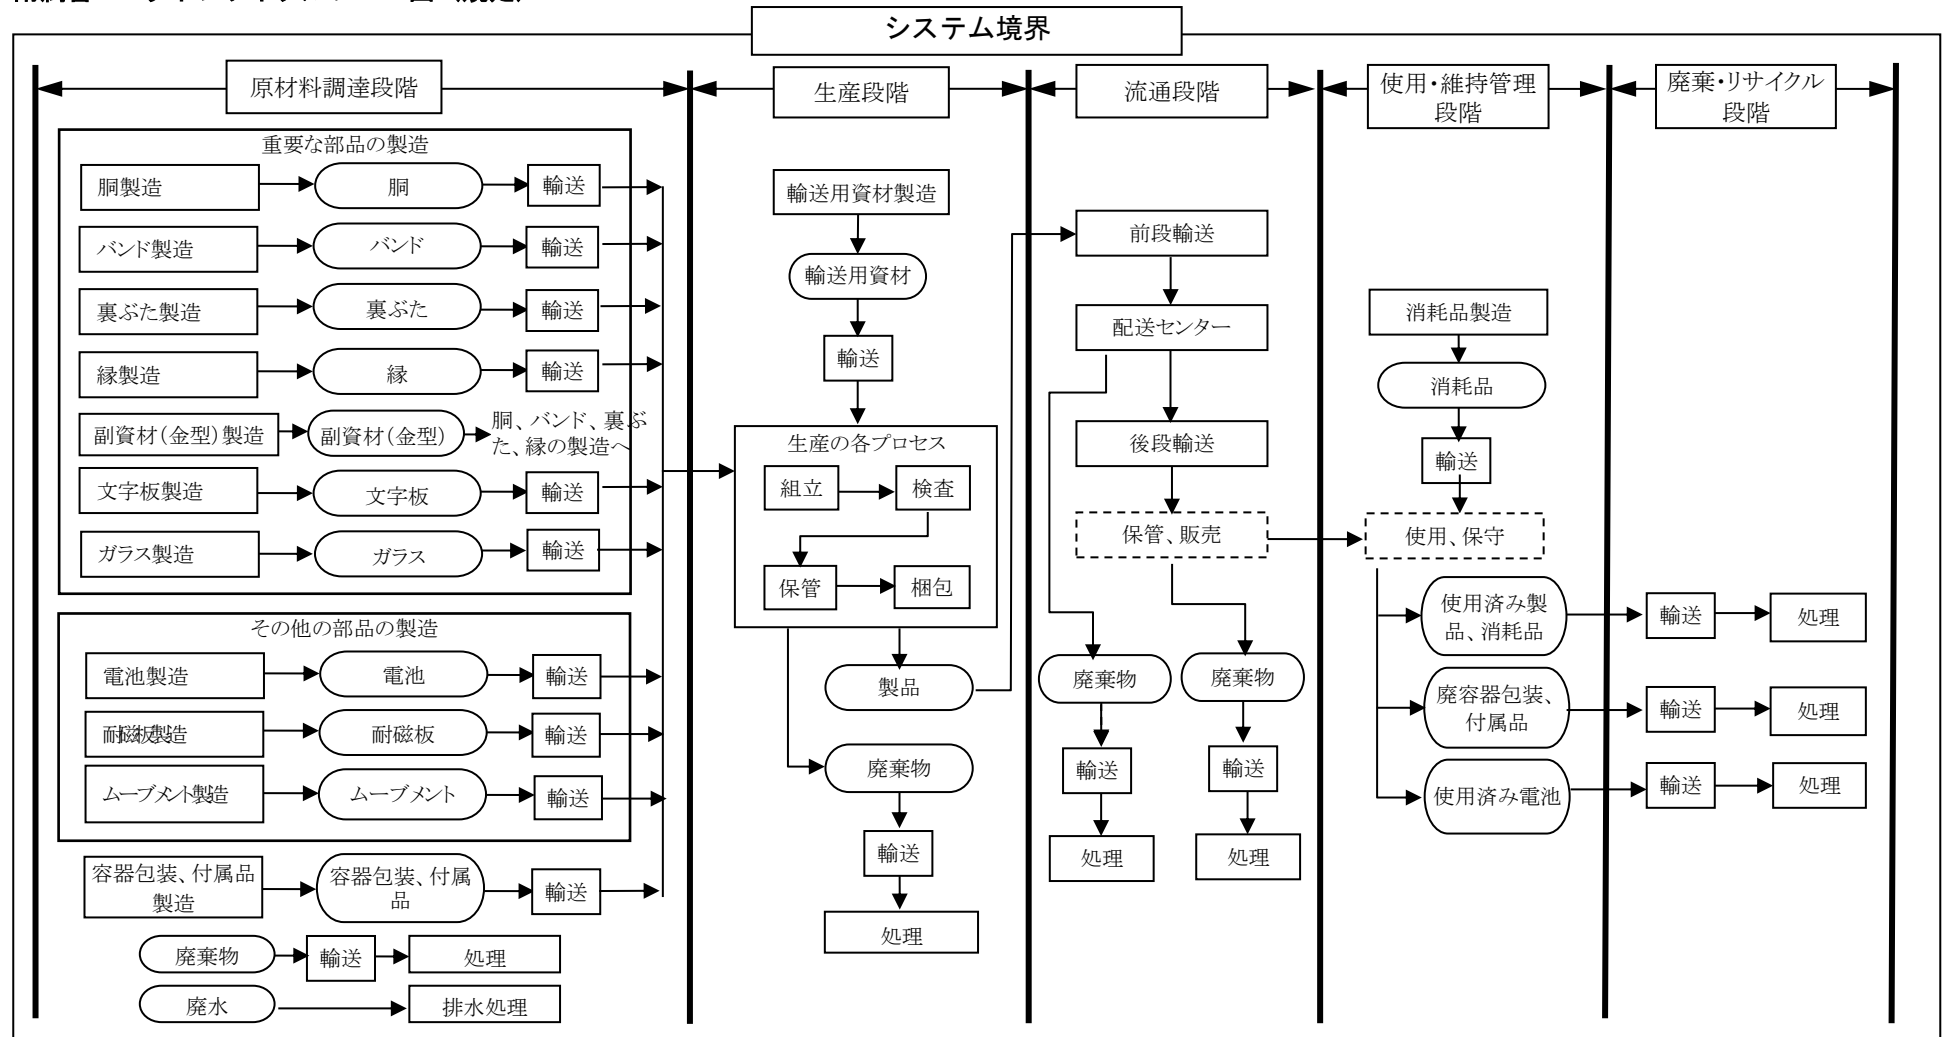 システム境界
原材料調達段階
生産段階
流通段階
使用・維持管理
段階
廃棄・リサイクル
段階
重要な部品の製造
胴製造
胴
輸送
バンド製造
バンド
輸送
裏ぶた製造
裏ぶた
輸送
縁製造
縁
輸送
副資材（金型）製造
副資材（金型）
胴、バンド、裏ぶ
た、縁の製造へ
文字板製造
文字板
輸送
ガラス製造
ガラス
輸送
その他の部品の製造
電池製造
電池
輸送
耐磁板製造
耐磁板
輸送
ムーブメント製造
ムーブメント
輸送
容器包装、付属品
製造
容器包装、付属
品
輸送
廃棄物
輸送
処理
廃水
排水処理
輸送用資材製造
輸送用資材
輸送
生産の各プロセス
組立
検査
保管
梱包
製品
廃棄物
輸送
処理
前段輸送
配送センター
後段輸送
保管、販売
廃棄物
輸送
処理
廃棄物
輸送
処理
消耗品製造
消耗品
輸送
使用、保守
使用済み製
品、消耗品
輸送
処理
廃容器包装、
付属品
輸送
処理
使用済み電池
輸送
処理